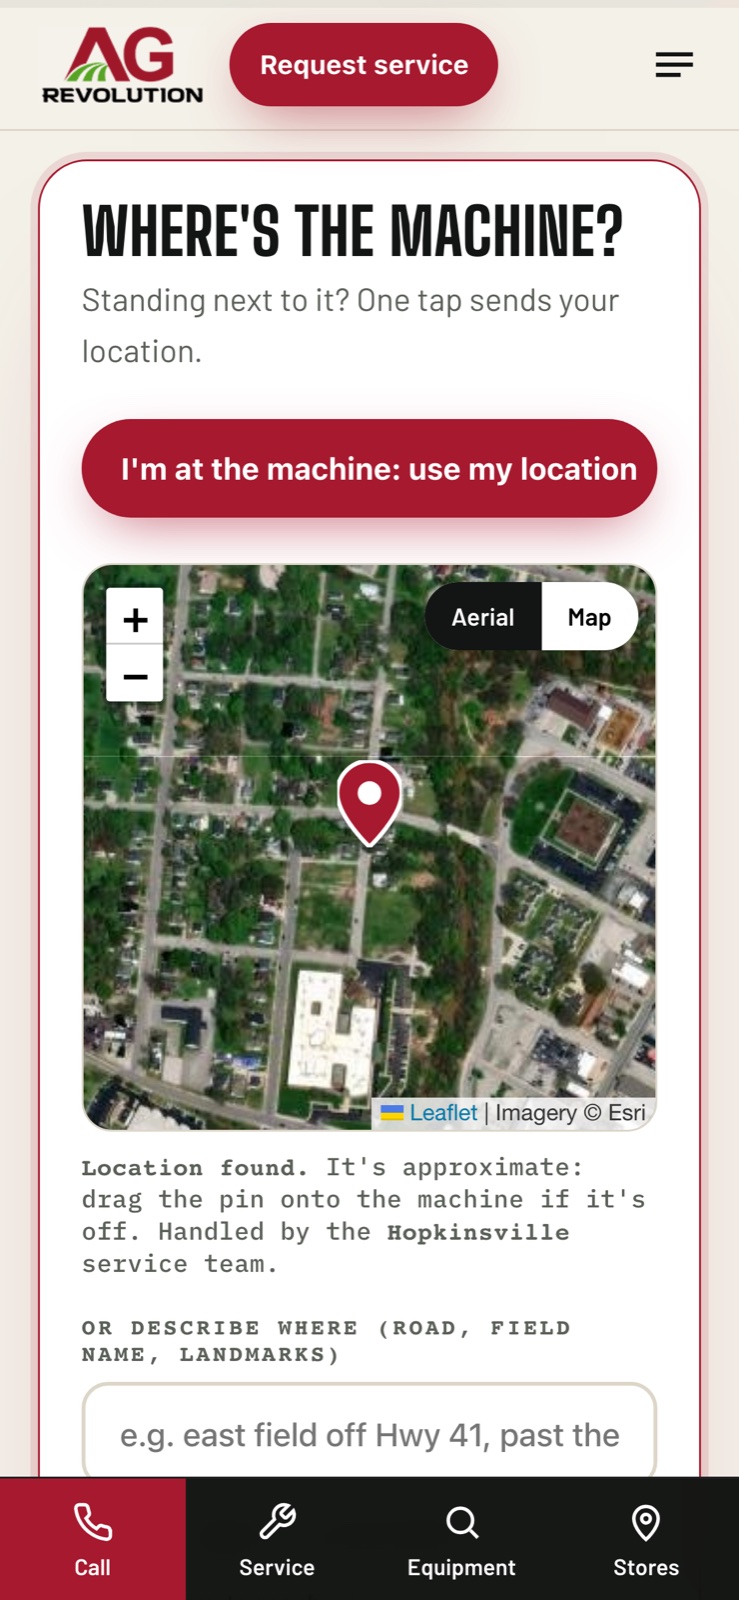 AG
REVOLUTION
Request service
WHERE'S THE MACHINE?
Standing next to it? One tap sends your
location.
I'm at the machine: use my location
+
Aerial
Map
−
Leaflet | Imagery © Esri
Location found. It's approximate:
drag the pin onto the machine if it's
off. Handled by the Hopkinsville
service team.
OR DESCRIBE WHERE (ROAD, FIELD
NAME, LANDMARKS)
e.g. east field off Hwy 41, past the
Call
Service
Equipment
Stores